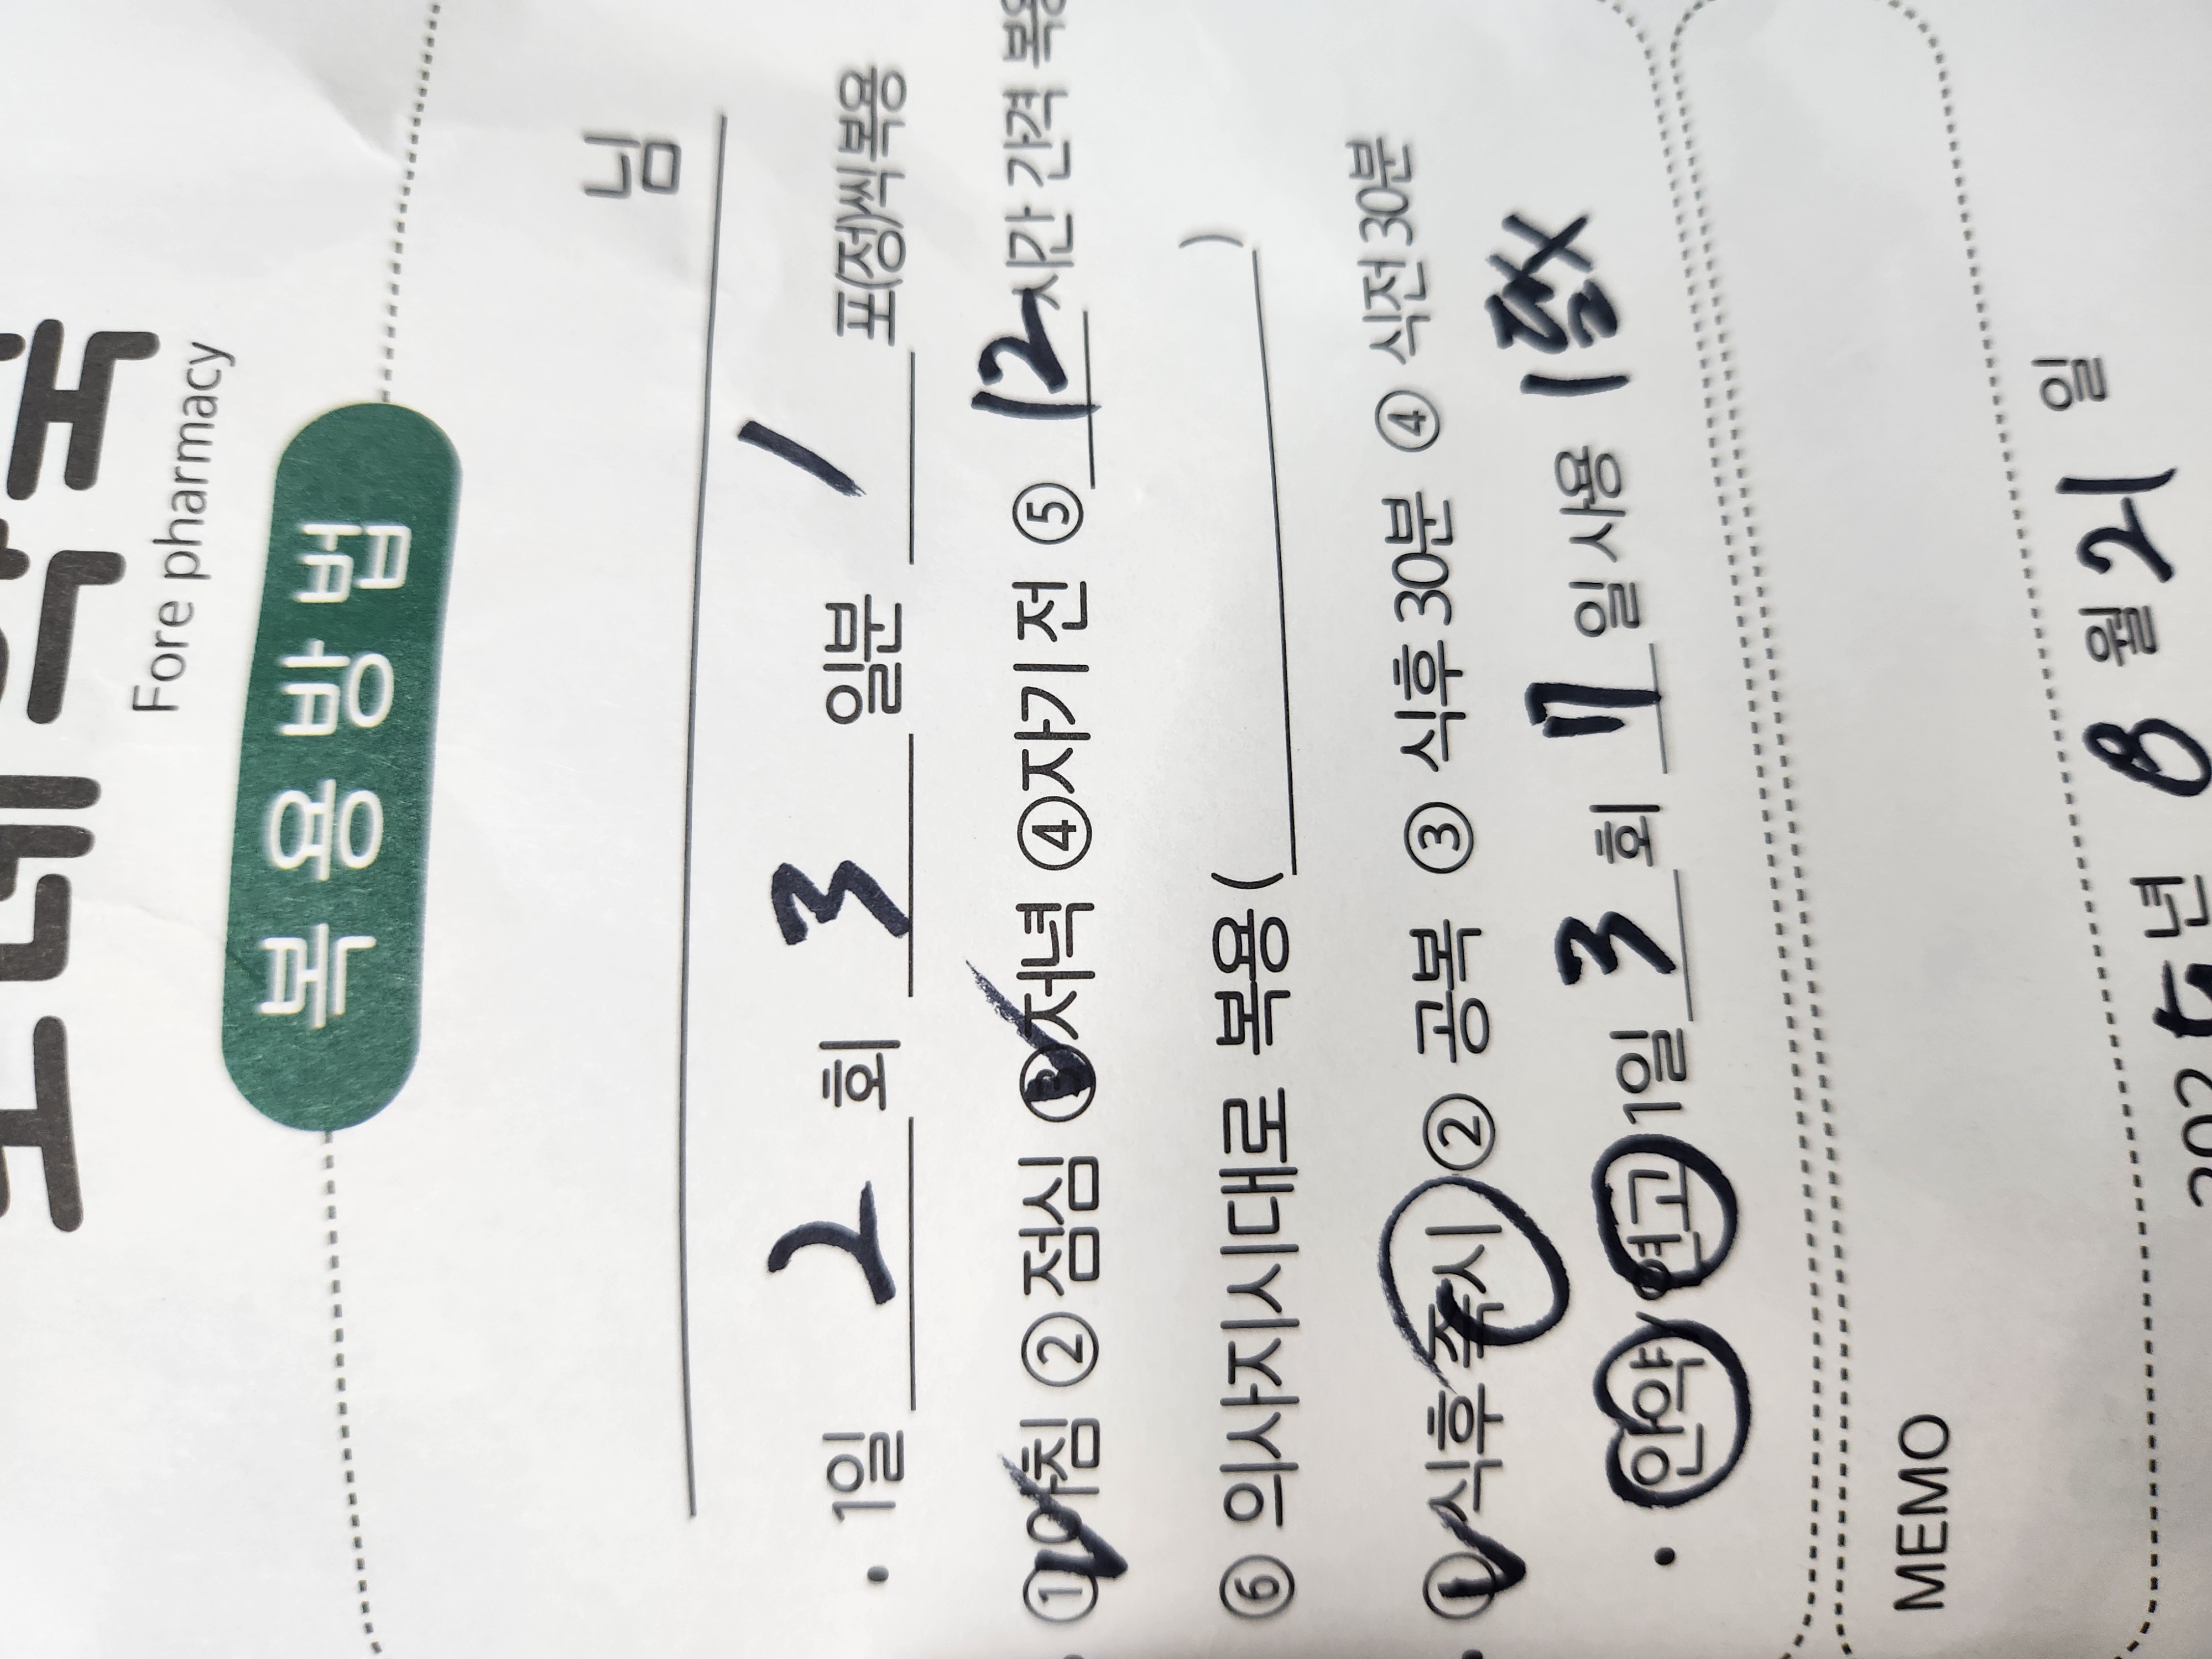 Fore pharmacy
복용방법
님
· 1일 2 회 3 일분 1 포(정)씩 복용
① 아침 ② 점심 ③ 저녁 ④ 자기 전 ⑤ 12 시간 간격 복용
⑥ 의사지시대로 복용 ( )
① 식후 즉시 ② 공복 ③ 식후 30분 ④ 식전 30분
· 안약 / 연고 1일 3 회 일 사용
MEMO
2025 년 8 월 21 일